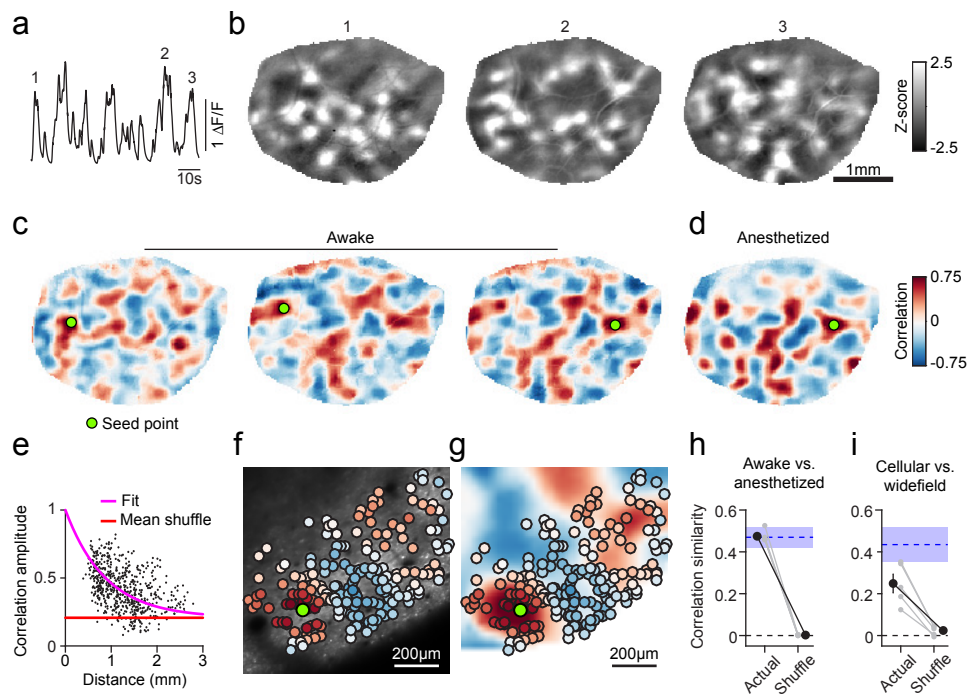 a
1
2
3
1 ΔF/F
10s
b
1
2
3
2.5
Z-score
-2.5
1mm
c
Awake
d
Anesthetized
0.75
Correlation
0
-0.75
Seed point
e
Fit
Mean shuffle
Correlation amplitude
1
0.5
0
0
1
2
3
Distance (mm)
f
200µm
g
200µm
h
Awake vs.
anesthetized
Correlation similarity
0.6
0.4
0.2
0
Actual
Shuffle
i
Cellular vs.
widefield
0.6
0.4
0.2
0
Actual
Shuffle